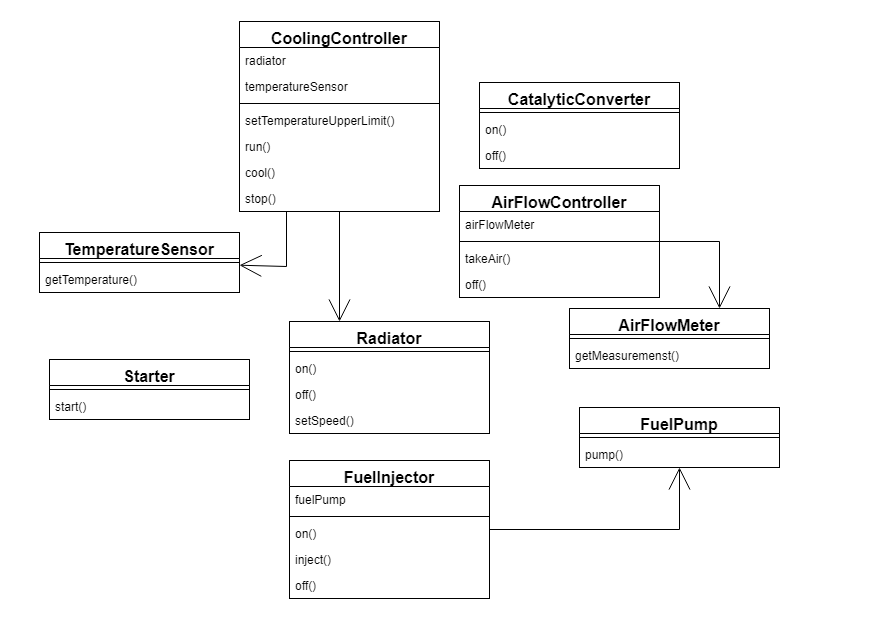 CoolingController
radiator
temperatureSensor
setTemperatureUpperLimit()
run()
cool()
stop()
CatalyticConverter
on()
off()
AirFlowController
airFlowMeter
takeAir()
off()
TemperatureSensor
getTemperature()
AirFlowMeter
getMeasuremenst()
Radiator
on()
off()
setSpeed()
Starter
start()
FuelPump
pump()
FuelInjector
fuelPump
on()
inject()
off()